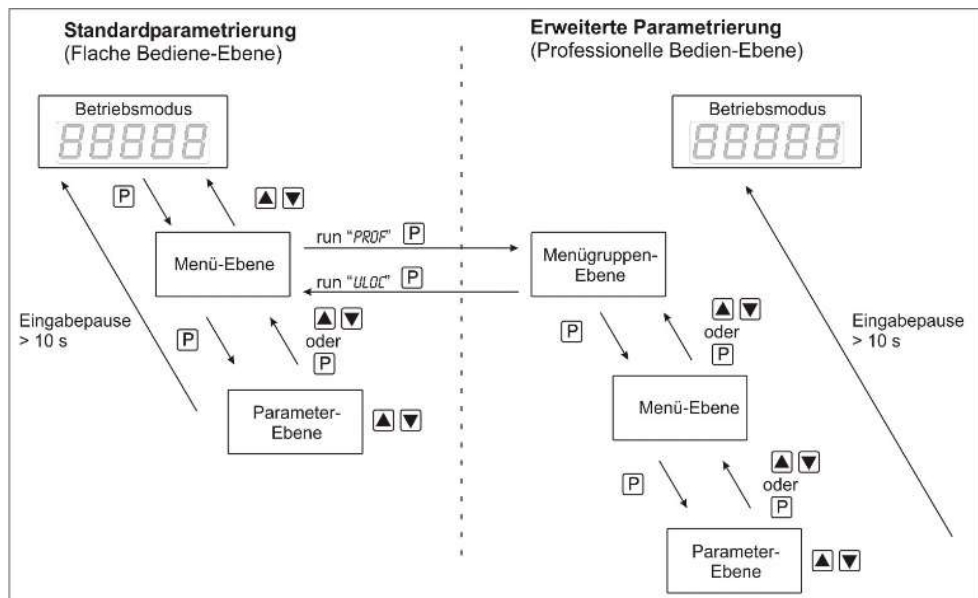 Standardparametrierung
(Flache Bediene-Ebene)
Betriebsmodus
88888
P
▲ ▼
Menü-Ebene
run "PROF" P
run "ULOC" P
Eingabepause
> 10 s
P
▲ ▼
oder
P
Parameter-
Ebene
▲ ▼
Erweiterte Parametrierung
(Professionelle Bedien-Ebene)
Betriebsmodus
88888
Menügruppen-
Ebene
P
▲ ▼
oder
P
Eingabepause
> 10 s
Menü-Ebene
P
▲ ▼
oder
P
Parameter-
Ebene
▲ ▼